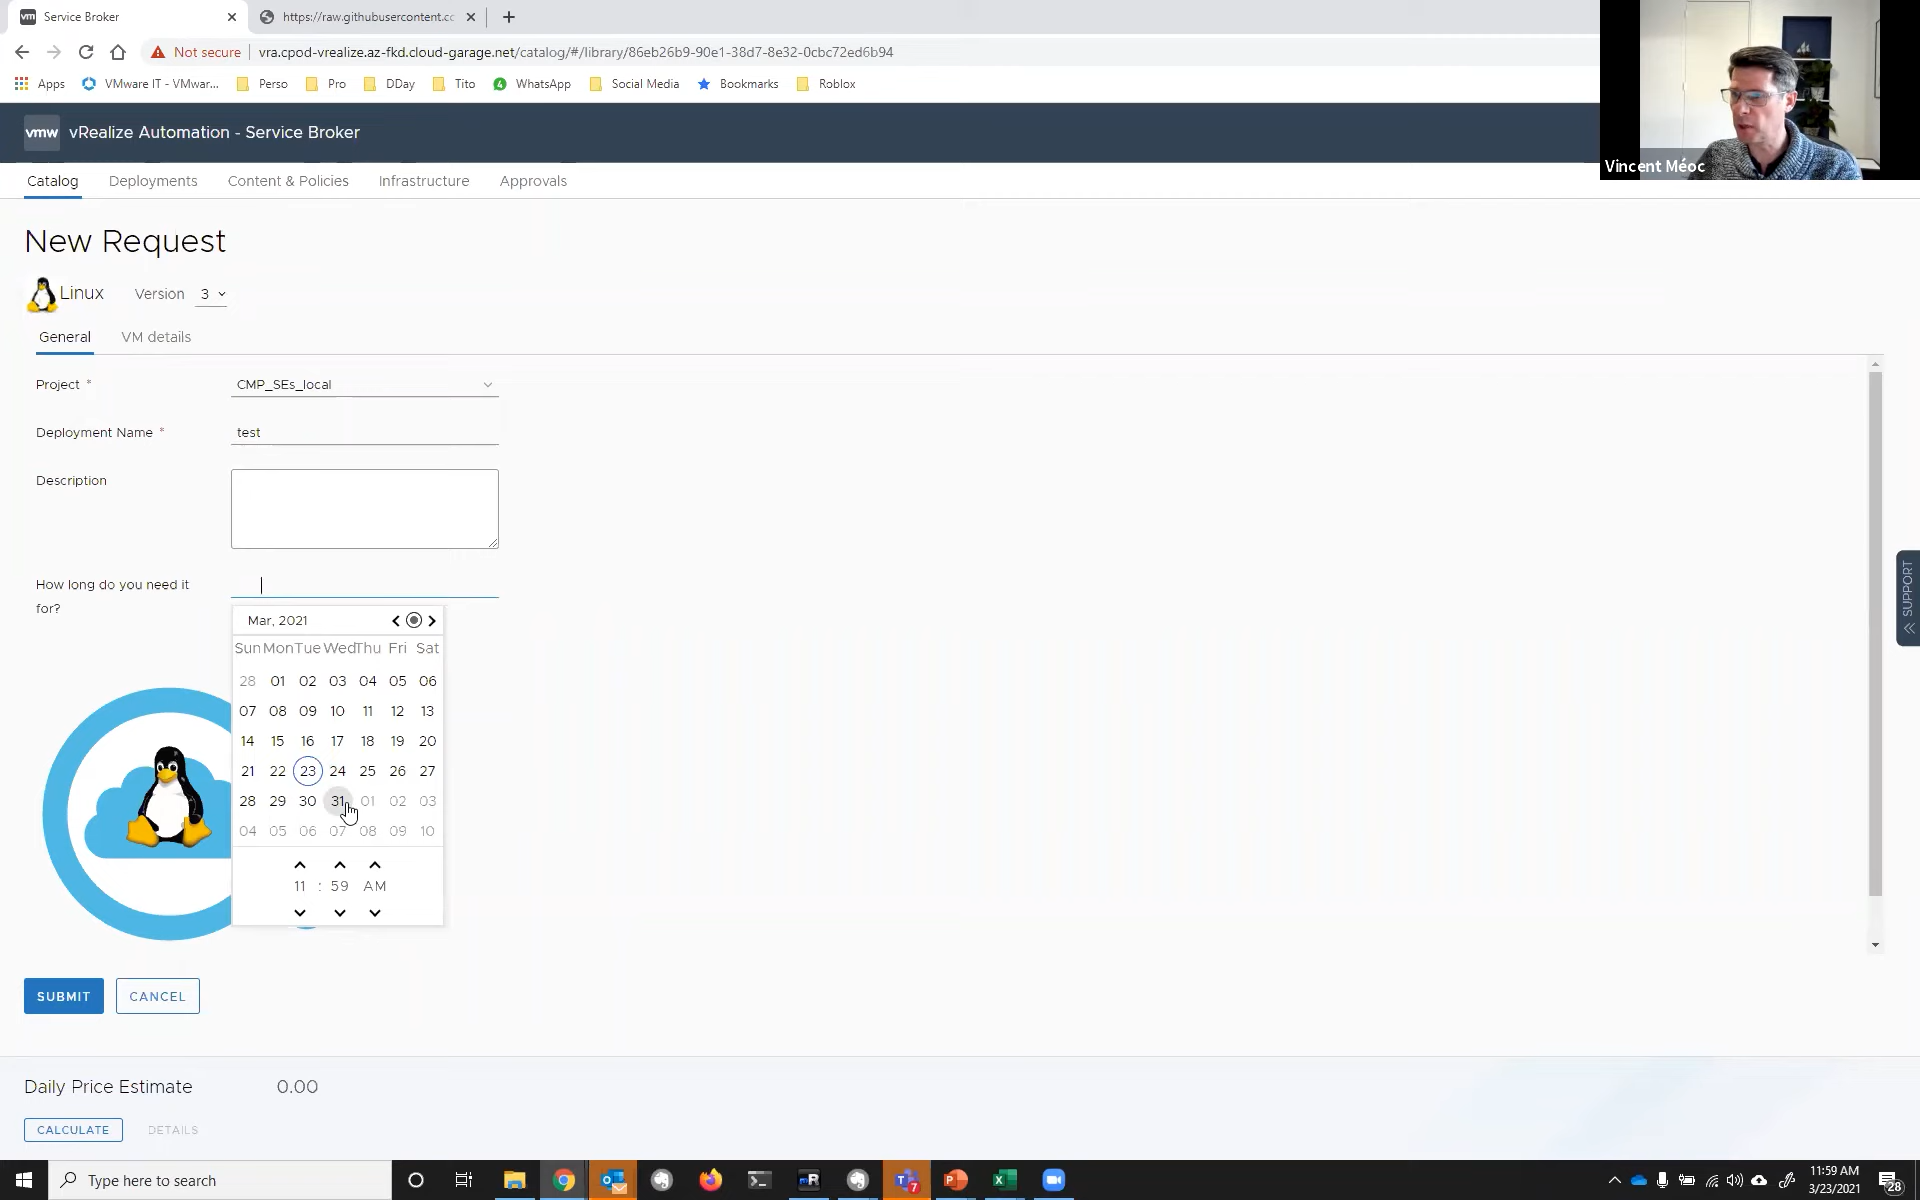 Service Broker
https://raw.githubusercontent.cc
Not secure
vra.cpod-vrealize.az-fkd.cloud-garage.net/catalog/#/library/86eb26b9-90e1-38d7-8e32-0cbc72ed6b94
Apps
VMware IT - VMwar...
Perso
Pro
DDay
Tito
WhatsApp
Social Media
Bookmarks
Roblox
vmw
vRealize Automation - Service Broker
Vincent Méoc
Catalog
Deployments
Content & Policies
Infrastructure
Approvals
New Request
Linux
Version
3
General
VM details
Project *
CMP_SEs_local
Deployment Name *
test
Description
How long do you need it
for?
Mar, 2021
Sun Mon Tue Wed Thu Fri Sat
28 01 02 03 04 05 06
07 08 09 10 11 12 13
14 15 16 17 18 19 20
21 22 23 24 25 26 27
28 29 30 31 01 02 03
04 05 06 07 08 09 10
11 : 59 AM
SUPPORT
SUBMIT
CANCEL
Daily Price Estimate
0.00
CALCULATE
DETAILS
Type here to search
7
11:59 AM
3/23/2021
28